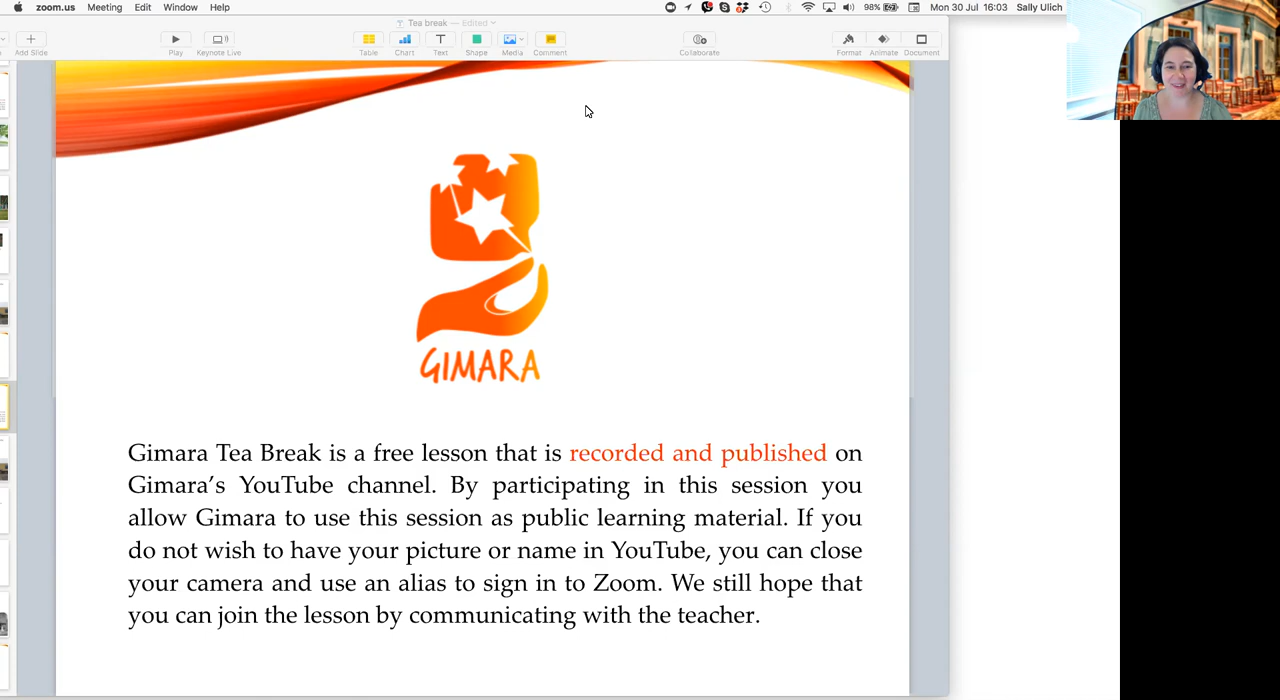 zoom.us Meeting Edit Window Help 98% Mon 30 Jul 16:03 Sally Ulich
Tea break — Edited
Add Slide Play Keynote Live Table Chart Text Shape Media Comment Collaborate Format Animate Document
GIMARA
Gimara Tea Break is a free lesson that is recorded and published on
Gimara’s YouTube channel. By participating in this session you
allow Gimara to use this session as public learning material. If you
do not wish to have your picture or name in YouTube, you can close
your camera and use an alias to sign in to Zoom. We still hope that
you can join the lesson by communicating with the teacher.